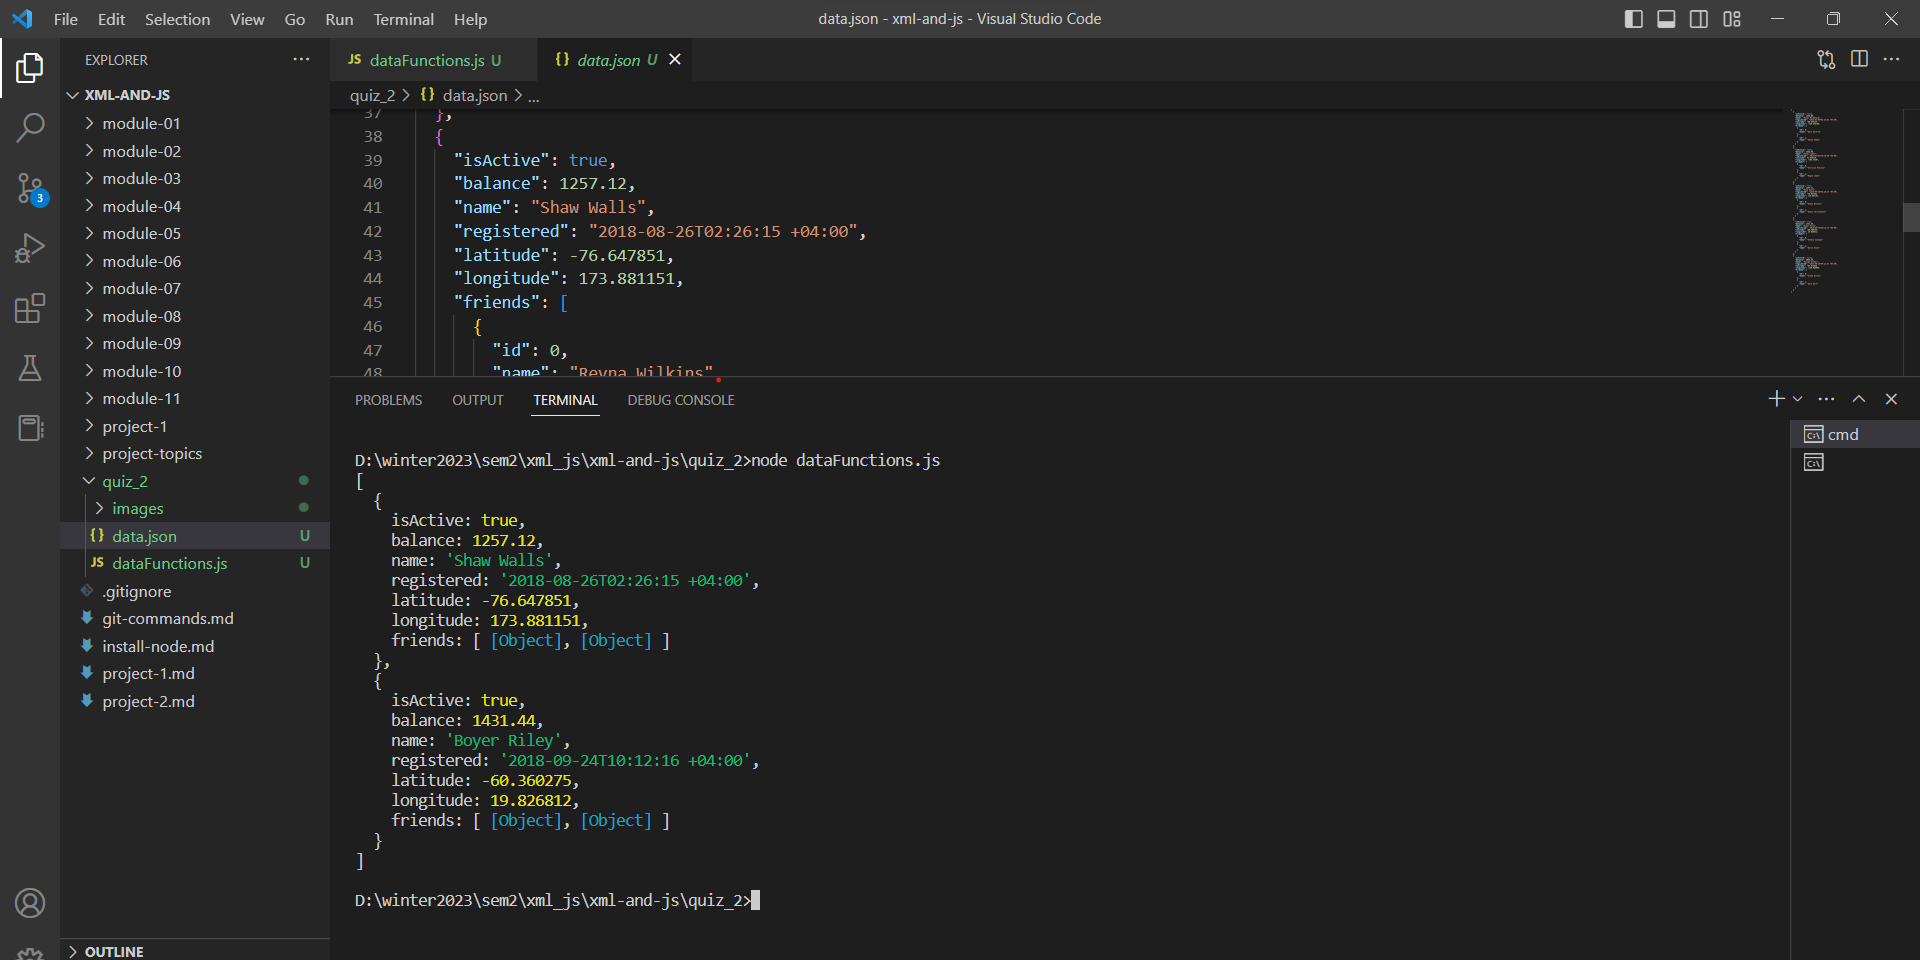 File Edit Selection View Go Run Terminal Help
data.json - xml-and-js - Visual Studio Code
EXPLORER
XML-AND-JS
module-01
module-02
module-03
module-04
module-05
module-06
module-07
module-08
module-09
module-10
module-11
project-1
project-topics
quiz_2
images
{} data.json U
JS dataFunctions.js U
.gitignore
git-commands.md
install-node.md
project-1.md
project-2.md
OUTLINE
3
JS dataFunctions.js U
{} data.json U
quiz_2 > {} data.json > ...
37 },
38 {
39 "isActive": true,
40 "balance": 1257.12,
41 "name": "Shaw Walls",
42 "registered": "2018-08-26T02:26:15 +04:00",
43 "latitude": -76.647851,
44 "longitude": 173.881151,
45 "friends": [
46 {
47 "id": 0,
48 "name": "Reyna Wilkins"
PROBLEMS OUTPUT TERMINAL DEBUG CONSOLE
cmd
D:\winter2023\sem2\xml_js\xml-and-js\quiz_2>node dataFunctions.js
[
{
isActive: true,
balance: 1257.12,
name: 'Shaw Walls',
registered: '2018-08-26T02:26:15 +04:00',
latitude: -76.647851,
longitude: 173.881151,
friends: [ [Object], [Object] ]
},
{
isActive: true,
balance: 1431.44,
name: 'Boyer Riley',
registered: '2018-09-24T10:12:16 +04:00',
latitude: -60.360275,
longitude: 19.826812,
friends: [ [Object], [Object] ]
}
]
D:\winter2023\sem2\xml_js\xml-and-js\quiz_2>